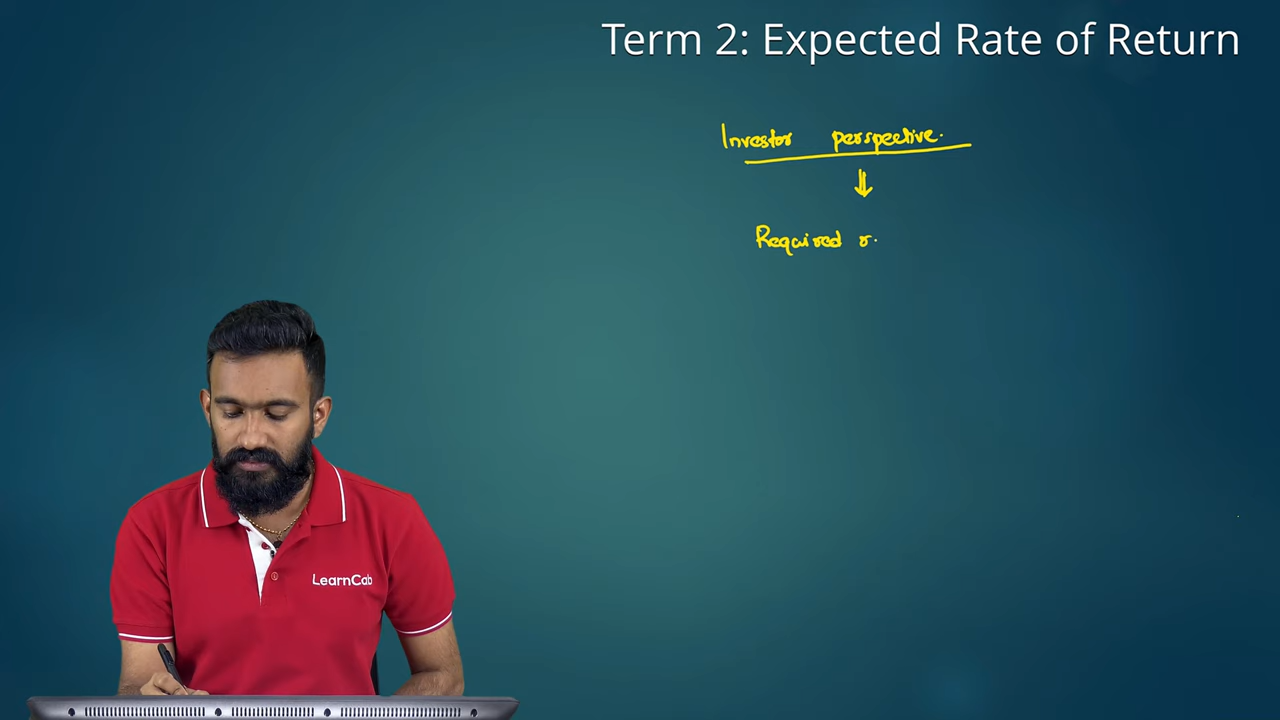 Term 2: Expected Rate of Return
Investor perspective.
Required r.
LearnCab